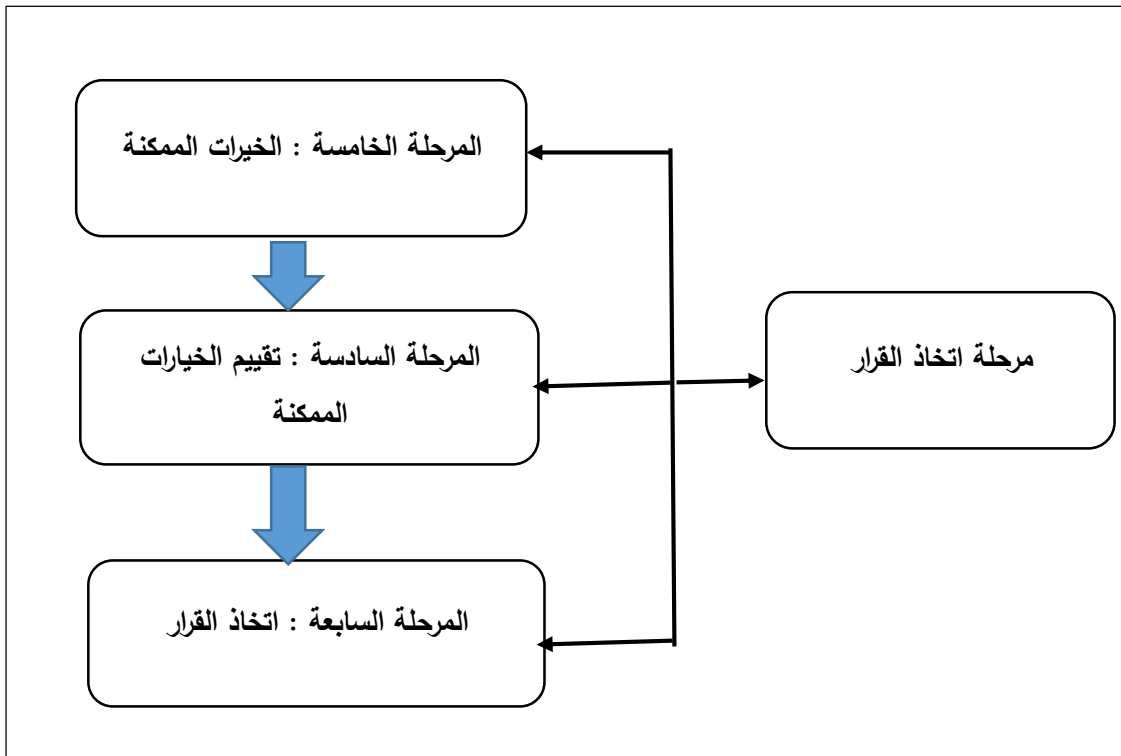 المرحلة الخامسة : الخيرات الممكنة
المرحلة السادسة : تقييم الخيارات
الممكنة
مرحلة اتخاذ القرار
المرحلة السابعة : اتخاذ القرار